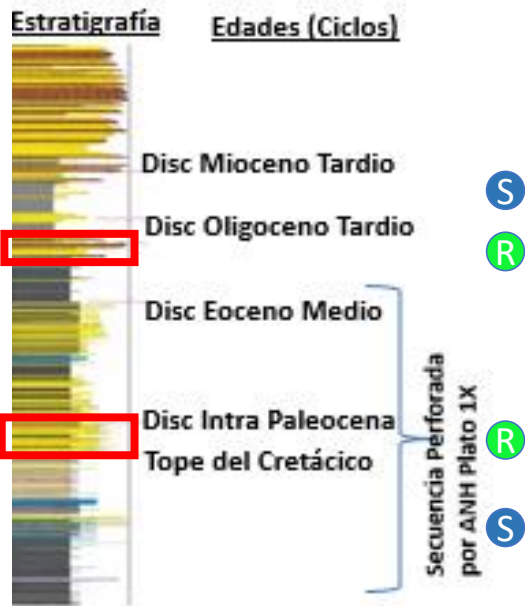 Estratigrafía
Edades (Ciclos)
Disc Mioceno Tardio
S
Disc Oligoceno Tardio
R
Disc Eoceno Medio
Disc Intra Paleocena
R
Tope del Cretácico
S
Secuencia Perforada
por ANH Plato 1X